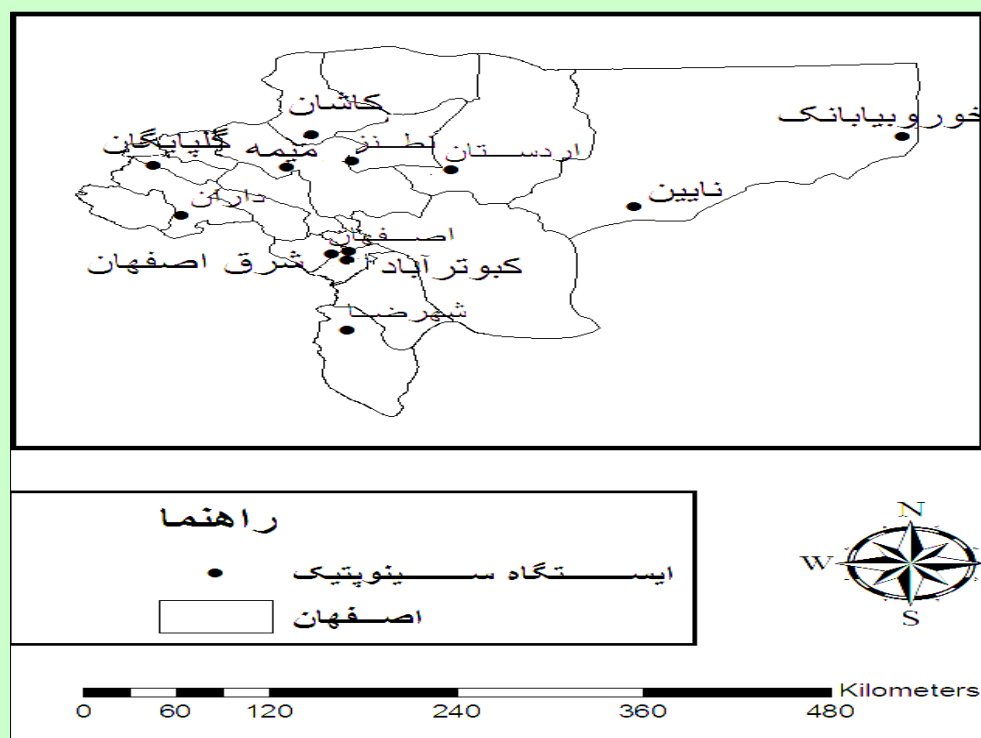 کاشان
خوروبیابانک
گلپایگان
میمه
نطنز
اردستان
داران
نایین
اصفهان
شرق اصفهان
کبوترآباد
شهرضا
راهنما
ایستگاه سینوپتیک
اصفهان
N
W
S
Kilometers
0 60 120 240 360 480